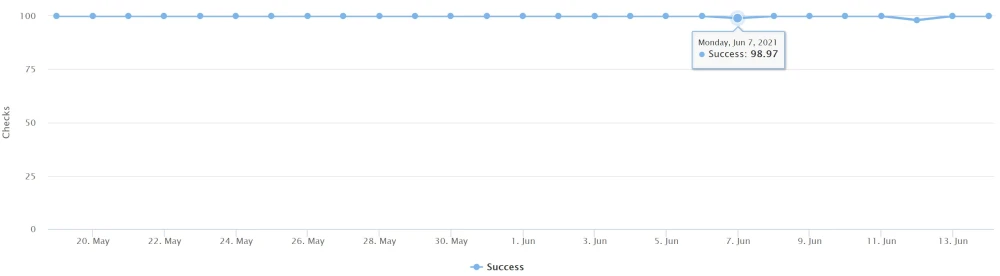 100
Monday, Jun 7, 2021
Success: 98.97
75
50
25
0
Checks
20. May 22. May 24. May 26. May 28. May 30. May 1. Jun 3. Jun 5. Jun 7. Jun 9. Jun 11. Jun 13. Jun
Success